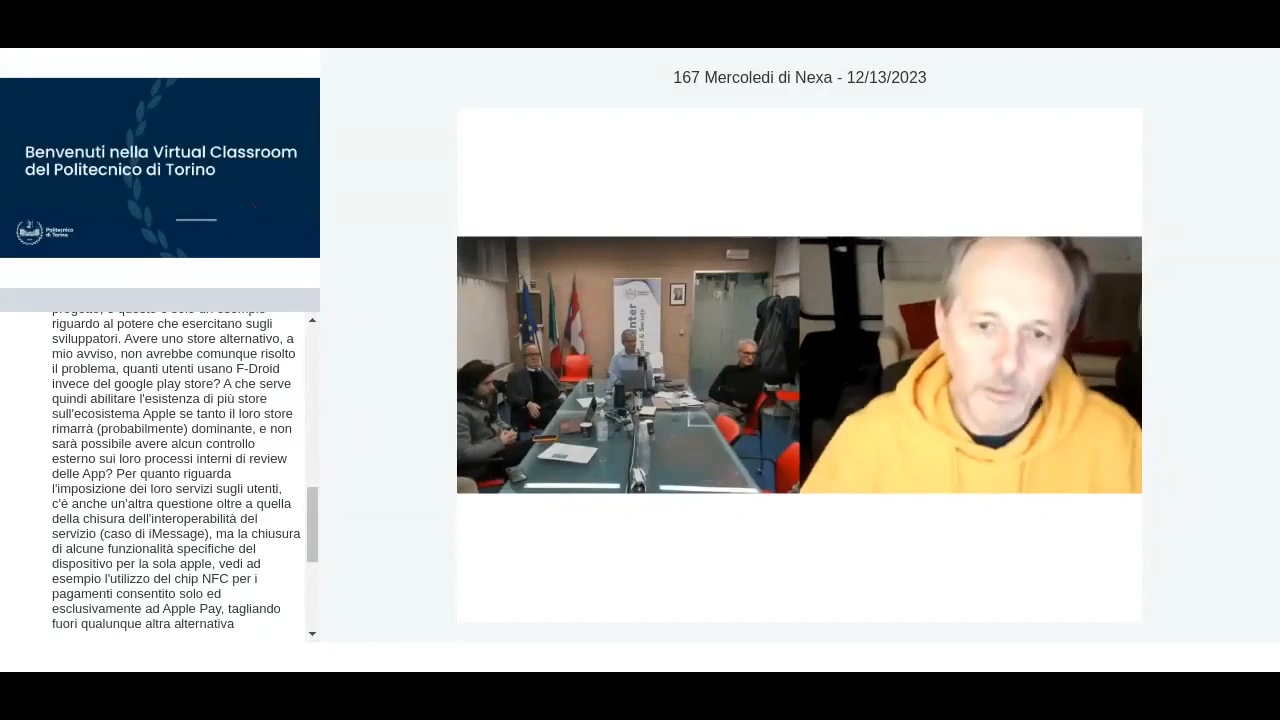 167 Mercoledi di Nexa - 12/13/2023
Benvenuti nella Virtual Classroom
del Politecnico di Torino
Politecnico
di Torino
riguardo al potere che esercitano sugli
sviluppatori. Avere uno store alternativo, a
mio avviso, non avrebbe comunque risolto
il problema, quanti utenti usano F-Droid
invece del google play store? A che serve
quindi abilitare l'esistenza di più store
sull'ecosistema Apple se tanto il loro store
rimarrà (probabilmente) dominante, e non
sarà possibile avere alcun controllo
esterno sui loro processi interni di review
delle App? Per quanto riguarda
l'imposizione dei loro servizi sugli utenti,
c'è anche un'altra questione oltre a quella
della chisura dell'interoperabilità del
servizio (caso di iMessage), ma la chiusura
di alcune funzionalità specifiche del
dispositivo per la sola apple, vedi ad
esempio l'utilizzo del chip NFC per i
pagamenti consentito solo ed
esclusivamente ad Apple Pay, tagliando
fuori qualunque altra alternativa